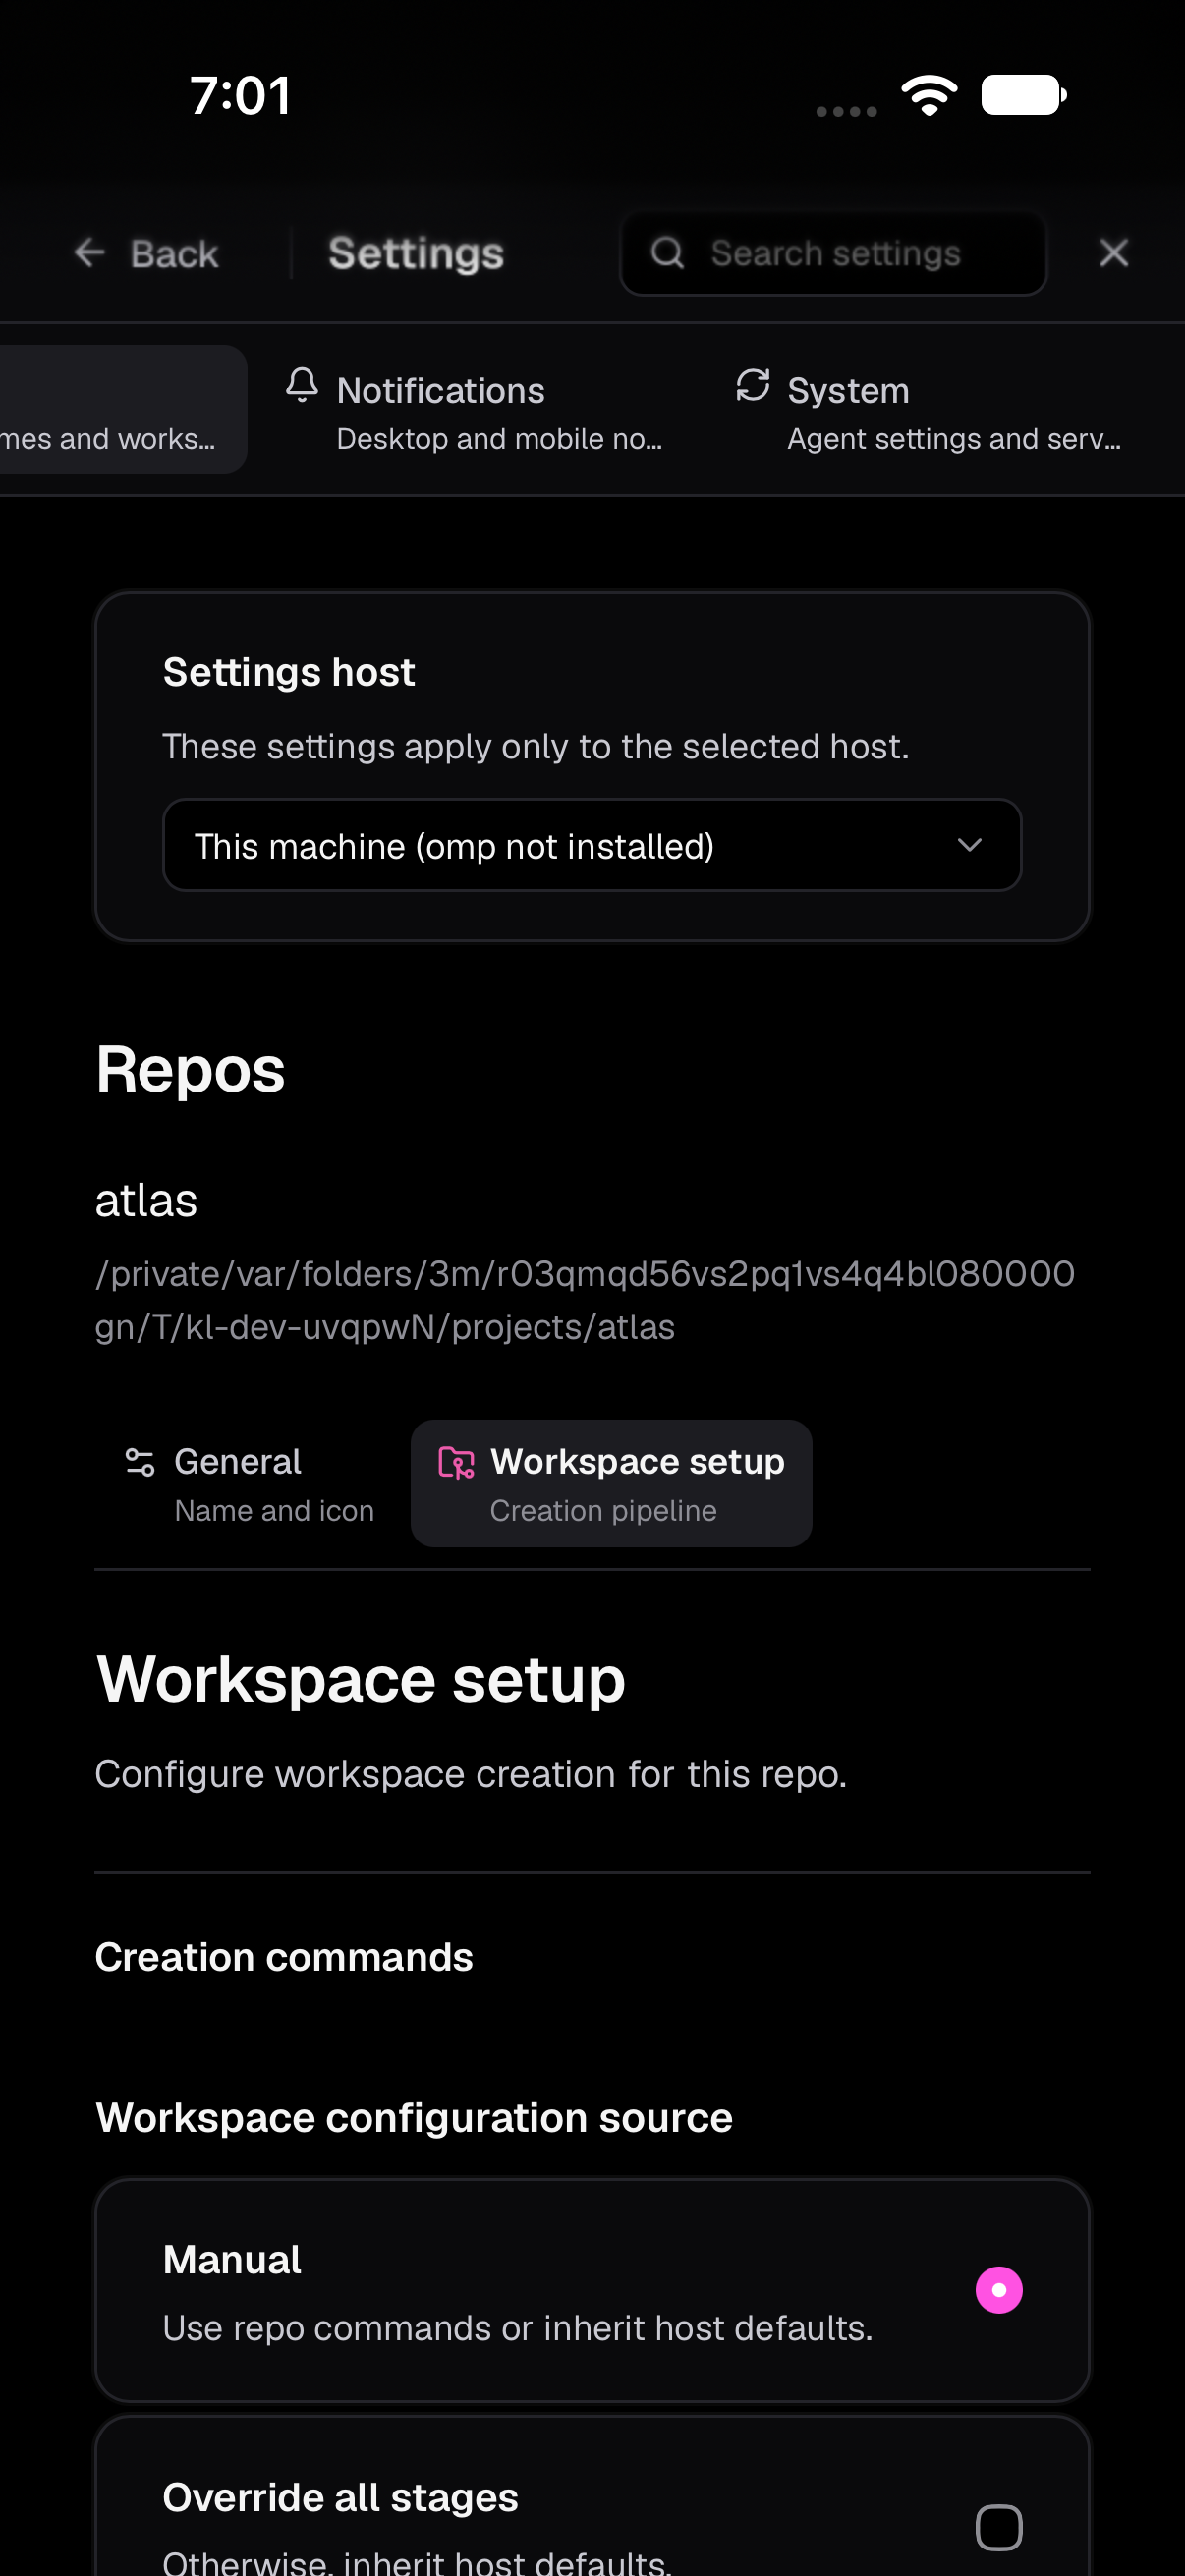 7:01
Back
Settings
Search settings
mes and works...
Notifications
Desktop and mobile no...
System
Agent settings and serv...
Settings host
These settings apply only to the selected host.
This machine (omp not installed)
Repos
atlas
/private/var/folders/3m/r03qmqd56vs2pq1vs4q4bl080000
gn/T/kl-dev-uvqpwN/projects/atlas
General
Name and icon
Workspace setup
Creation pipeline
Workspace setup
Configure workspace creation for this repo.
Creation commands
Workspace configuration source
Manual
Use repo commands or inherit host defaults.
Override all stages
Otherwise, inherit host defaults.